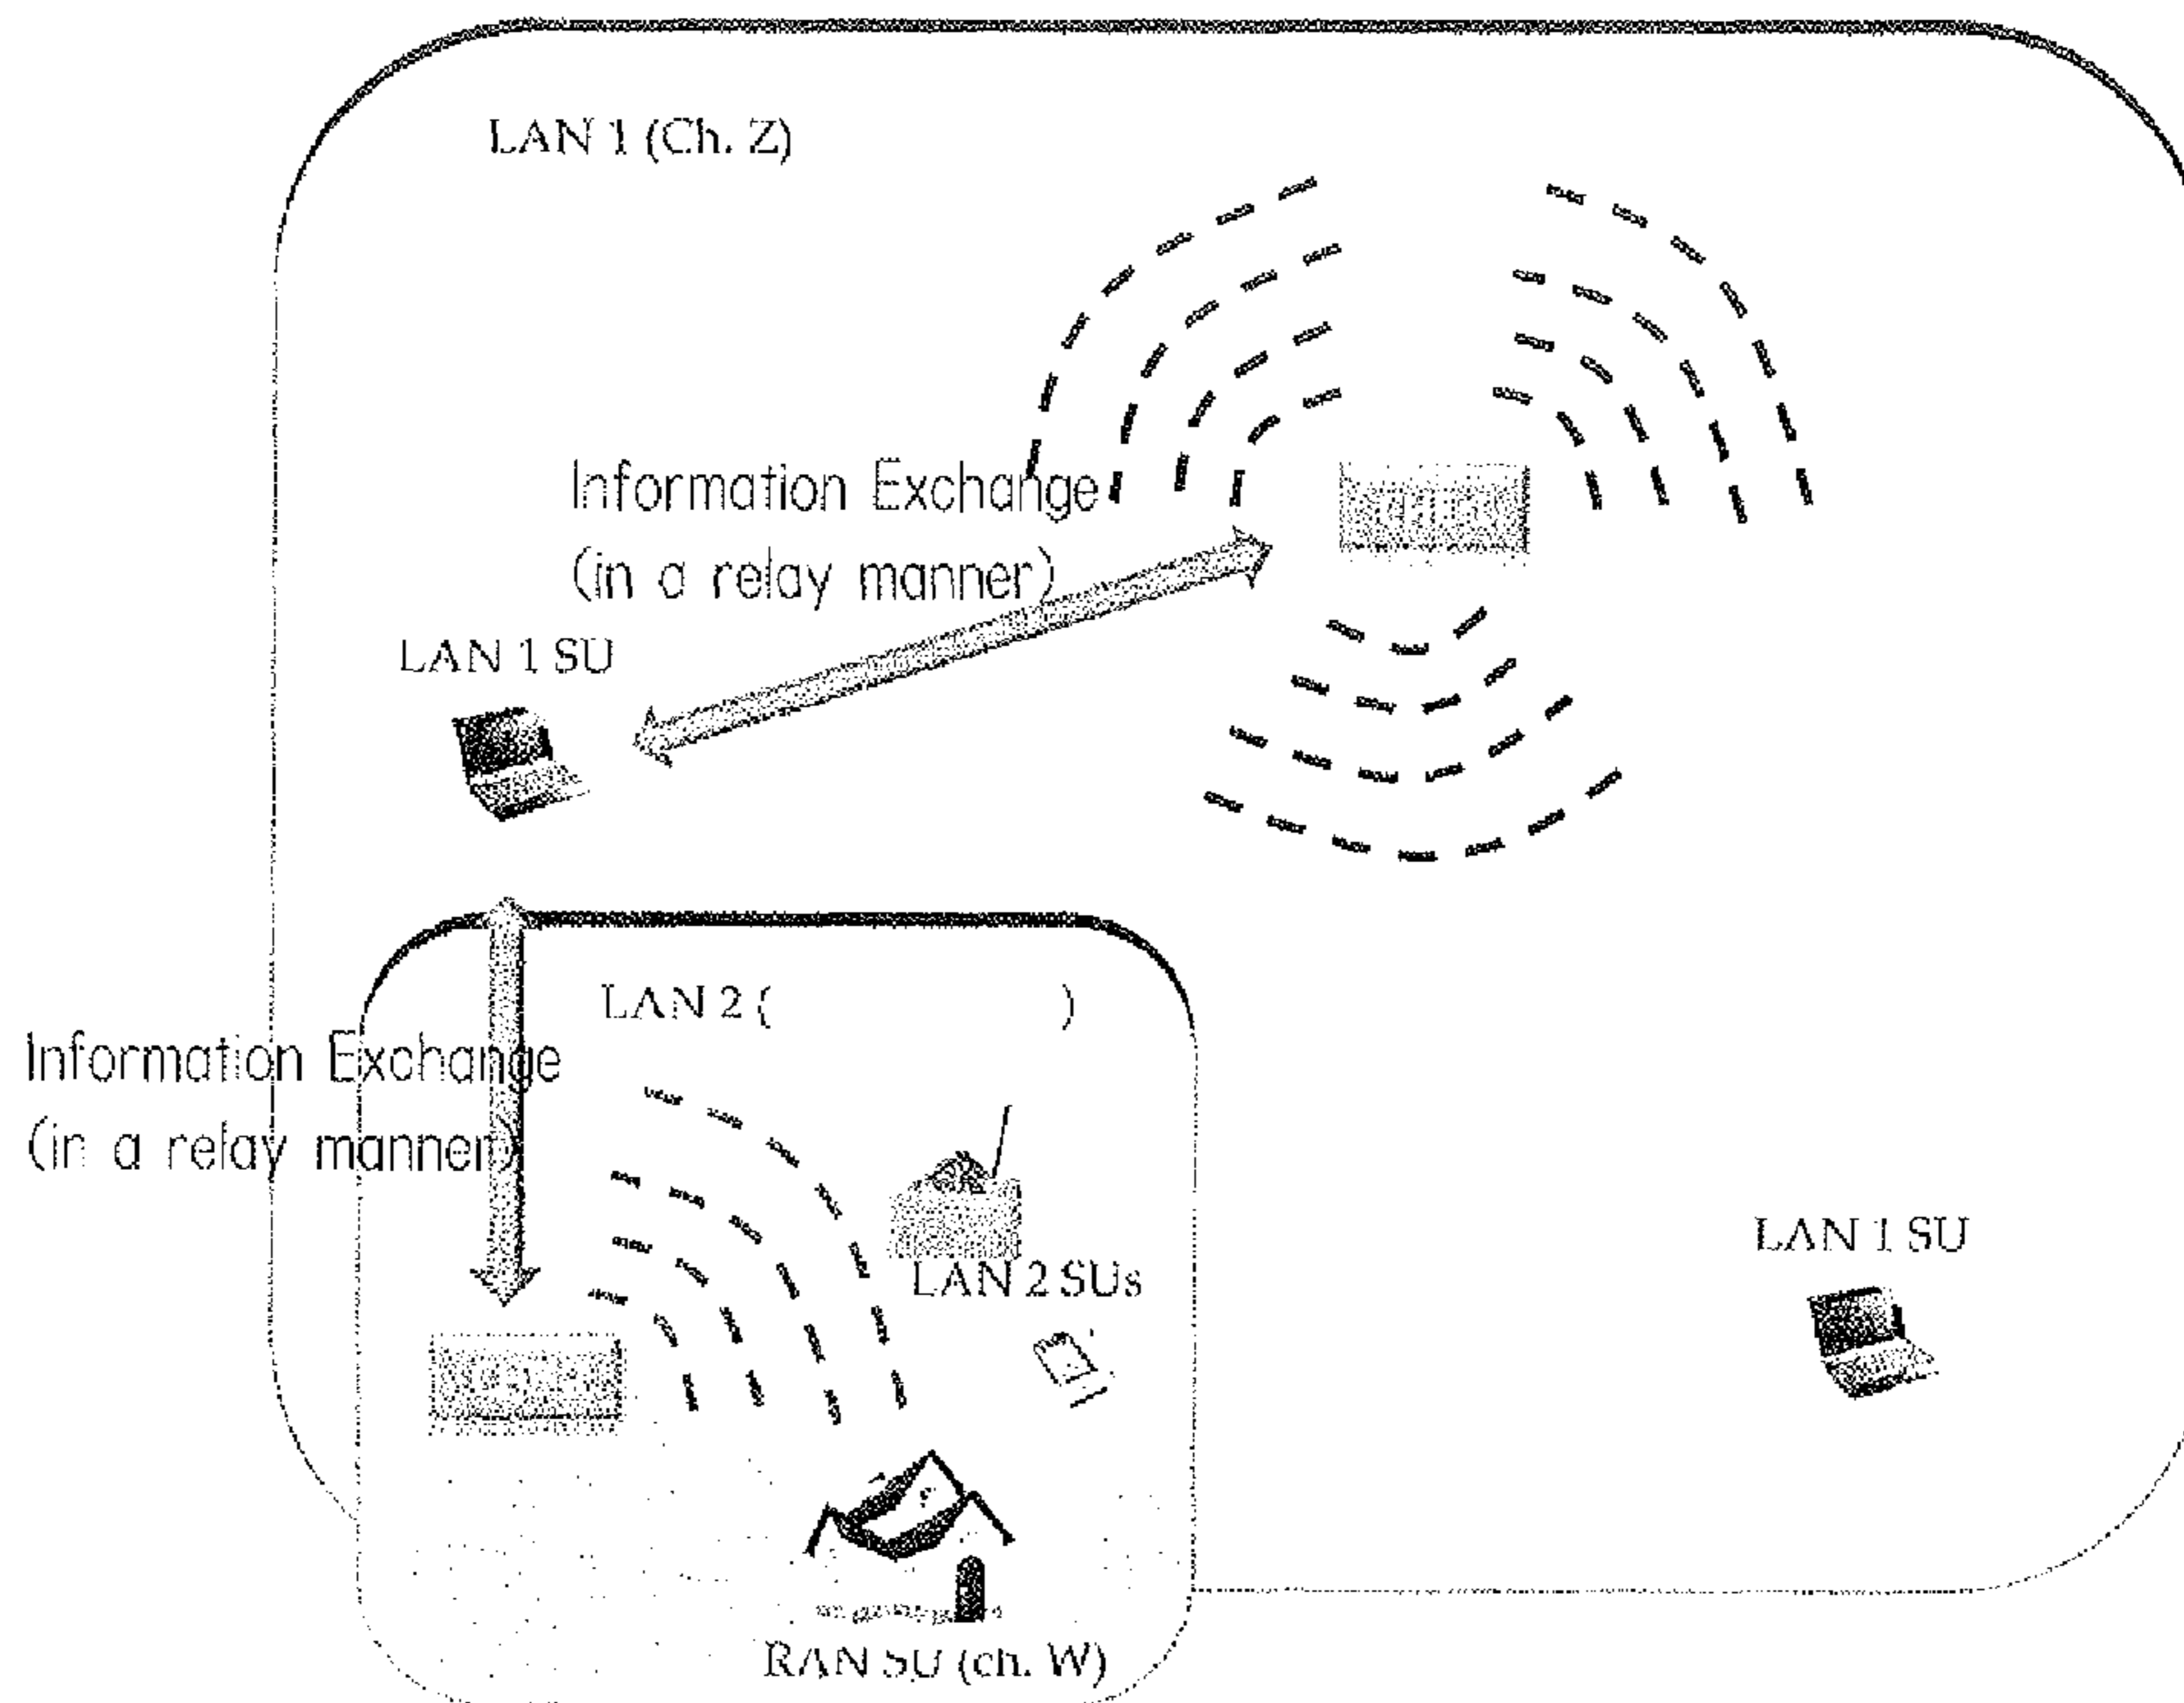 LAN 1 (Ch. Z)
Information Exchange
(in a relay manner)
LAN 1 SU
LAN 2 ( )
Information Exchange
(in a relay manner)
LAN 2 SUs
LAN 1 SU
RAN SU (ch. W)